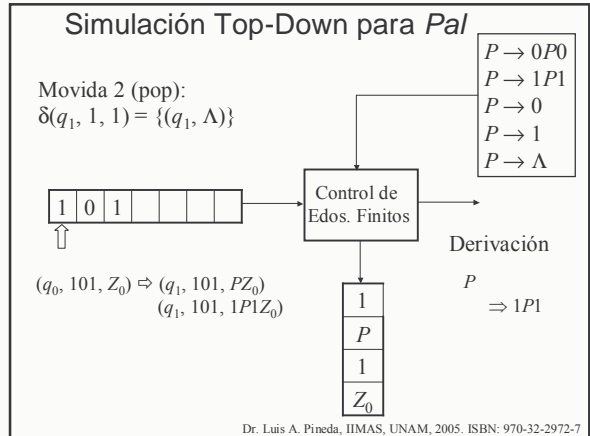 Simulación Top-Down para Pal
Movida 2 (pop):
δ(q₁, 1, 1) = {(q₁, Λ)}
P → 0P0
P → 1P1
P → 0
P → 1
P → Λ
1 0 1
Control de
Edos. Finitos
Derivación
P
⇒ 1P1
(q₀, 101, Z₀) ⇨ (q₁, 101, PZ₀)
(q₁, 101, 1P1Z₀)
1
P
1
Z₀
Dr. Luis A. Pineda, IIMAS, UNAM, 2005. ISBN: 970-32-2972-7